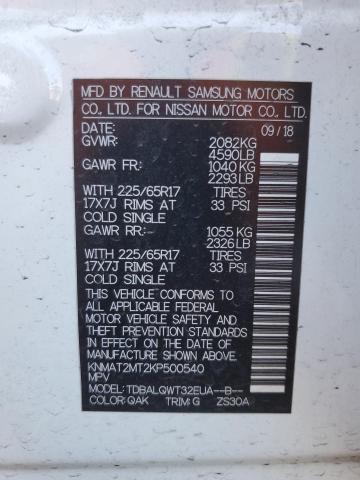 MFD BY RENAULT SAMSUNG MOTORS
CO., LTD. FOR NISSAN MOTOR CO., LTD.
DATE: 09 / 18
GVWR: 2082KG
4590LB
GAWR FR: 1040 KG
2293 LB
WITH 225/65R17 TIRES
17X7J RIMS AT 33 PSI
COLD SINGLE
GAWR RR: 1055 KG
2326 LB
WITH 225/65R17 TIRES
17X7J RIMS AT 33 PSI
COLD SINGLE
THIS VEHICLE CONFORMS TO
ALL APPLICABLE FEDERAL
MOTOR VEHICLE SAFETY AND
THEFT PREVENTION STANDARDS
IN EFFECT ON THE DATE OF
MANUFACTURE SHOWN ABOVE.
KNMAT2MT2KP500540
MPV
MODEL: TDBALQWT32EUA--B--
COLOR: QAK TRIM: G ZS30A